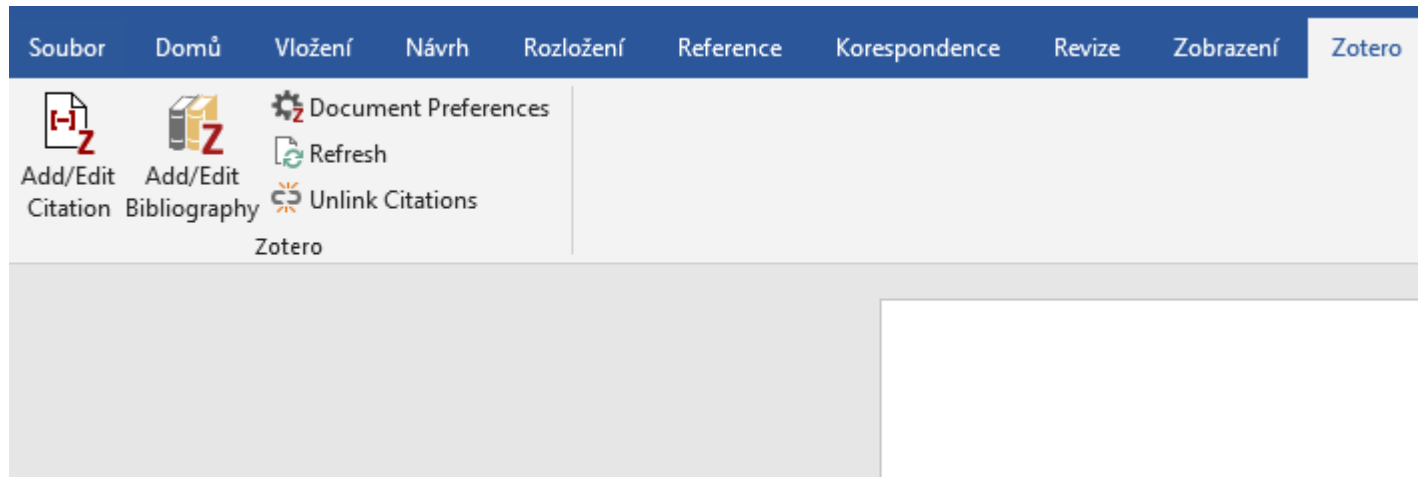 Soubor Domů Vložení Návrh Rozložení Reference Korespondence Revize Zobrazení Zotero
Add/Edit
Citation
Add/Edit
Bibliography
Document Preferences
Refresh
Unlink Citations
Zotero